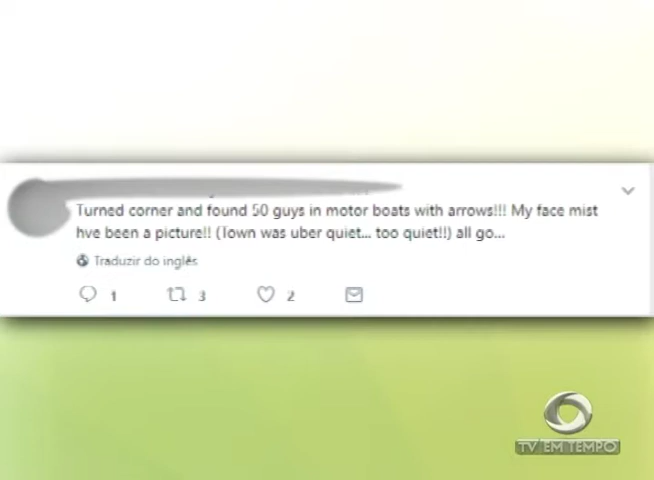 Turned corner and found 50 guys in motor boats with arrows!!! My face mist
hve been a picture!! (Town was uber quiet... too quiet!!) all go...
Traduzir do inglês
1 3 2
TV EM TEMPO